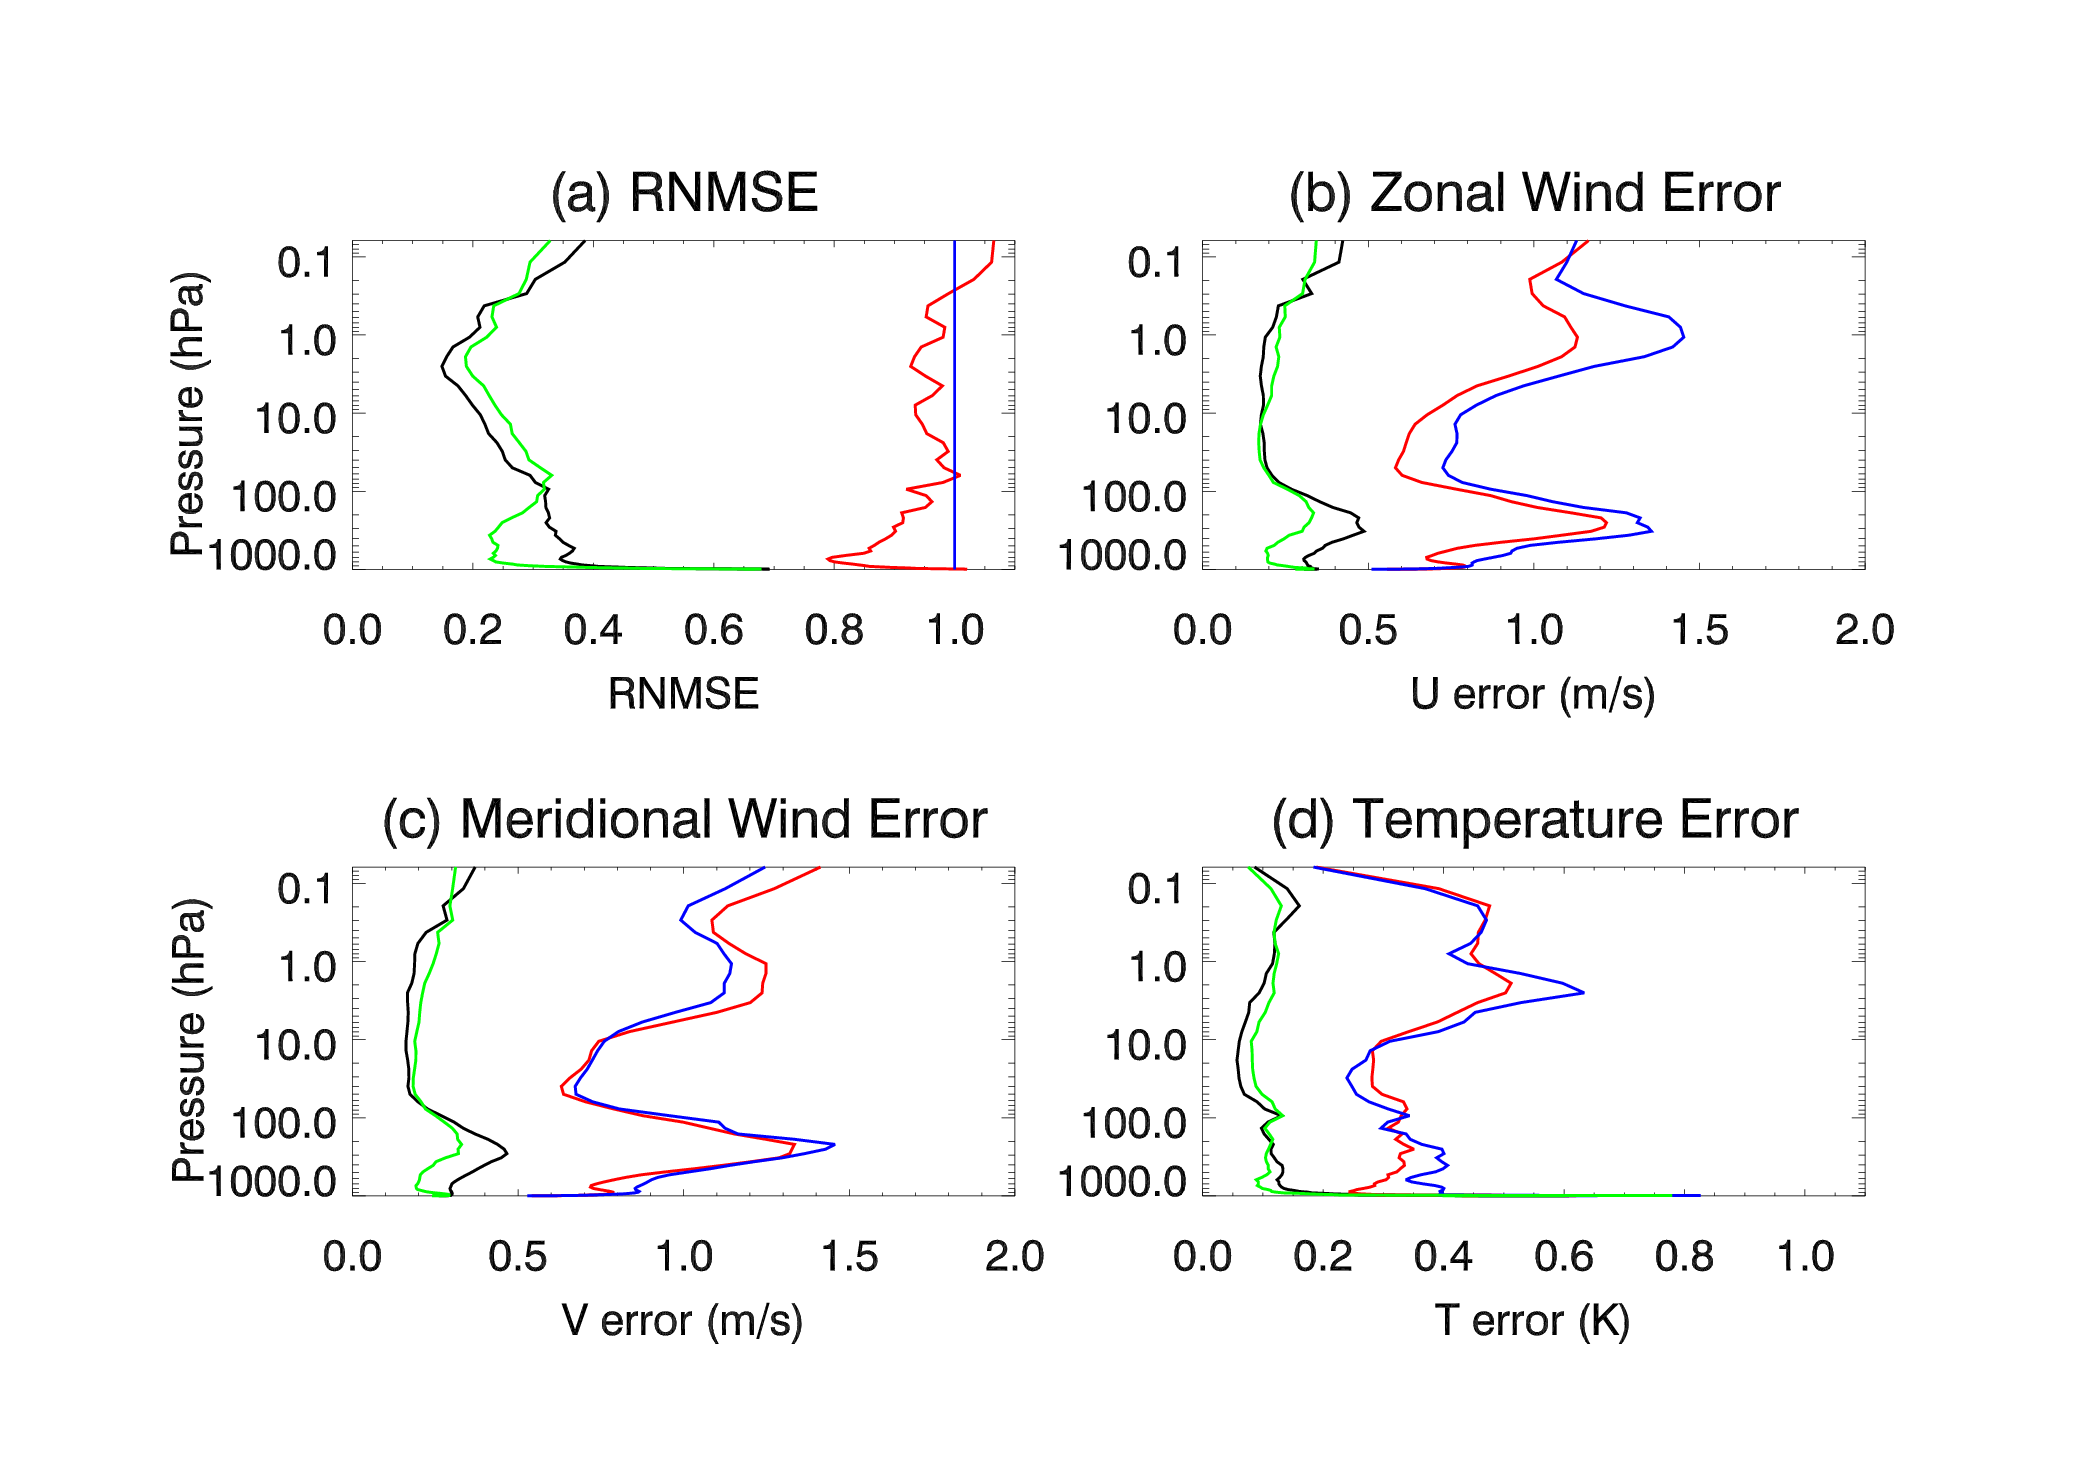 (a) RNMSE
Pressure (hPa)
0.1
1.0
10.0
100.0
1000.0
0.0 0.2 0.4 0.6 0.8 1.0
RNMSE
(b) Zonal Wind Error
0.1
1.0
10.0
100.0
1000.0
0.0 0.5 1.0 1.5 2.0
U error (m/s)
(c) Meridional Wind Error
Pressure (hPa)
0.1
1.0
10.0
100.0
1000.0
0.0 0.5 1.0 1.5 2.0
V error (m/s)
(d) Temperature Error
0.1
1.0
10.0
100.0
1000.0
0.0 0.2 0.4 0.6 0.8 1.0
T error (K)